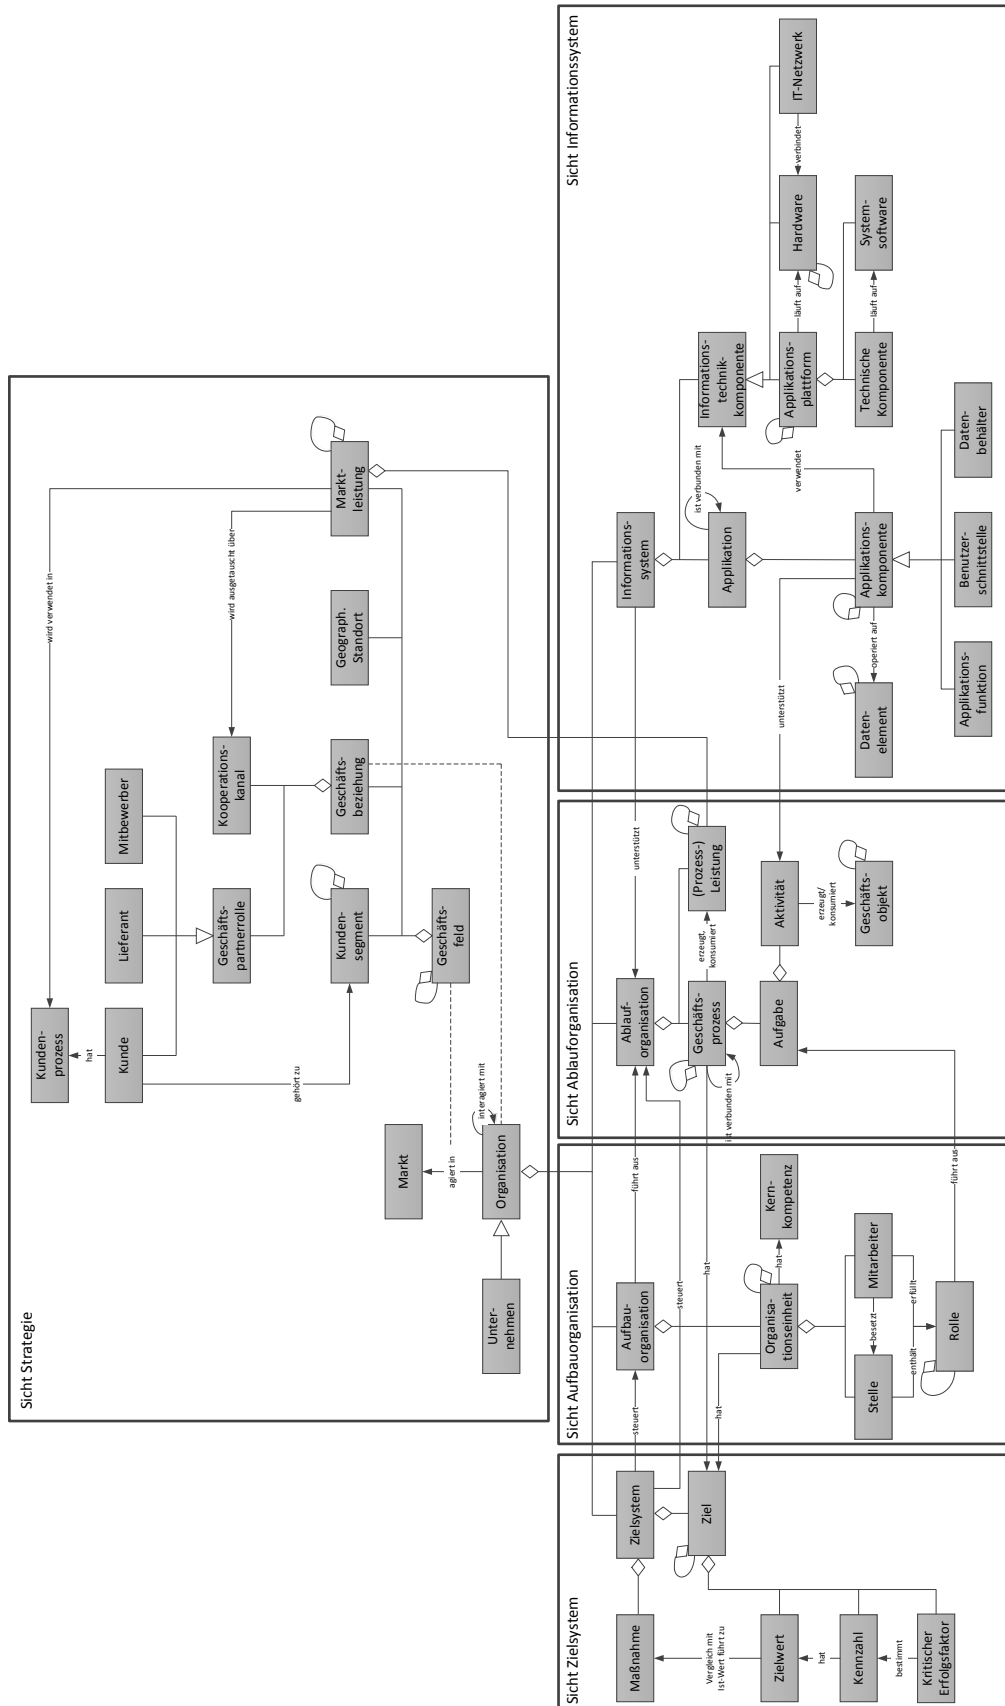 Sicht Strategie
Kunden-
prozess
hat
Kunde
Lieferant
Mitbewerber
wird verwendet in
gehört zu
Geschäfts-
partnerrolle
Kooperations-
kanal
wird ausgetauscht über
Markt
agiert in
Kunden-
segment
Geschäfts-
beziehung
Geograph.
Standort
Markt-
leistung
Geschäfts-
feld
Unter-
nehmen
Organisation
interagiert mit
Sicht Zielsystem
Maßnahme
Zielsystem
Vergleich mit
Ist-Wert führt zu
Ziel
Zielwert
hat
Kennzahl
bestimmt
Kritischer
Erfolgsfaktor
steuert
steuert
hat
hat
Sicht Aufbauorganisation
Aufbau-
organisation
führt aus
Organisa-
tionseinheit
hat
Kern-
kompetenz
Stelle
besetzt
Mitarbeiter
enthält
erfüllt
Rolle
führt aus
Sicht Ablauforganisation
Ablauf-
organisation
unterstützt
Geschäfts-
prozess
erzeugt,
konsumiert
(Prozess-)
Leistung
ist verbunden mit
Aufgabe
Aktivität
unterstützt
erzeugt/
konsumiert
Geschäfts-
objekt
Sicht Informationssystem
Informations-
system
Informations-
technik-
komponente
ist verbunden mit
Applikation
verwendet
Applikations-
plattform
läuft auf
Hardware
verbindet
IT-Netzwerk
Technische
Komponente
läuft auf
System-
software
Daten-
element
operiert auf
Applikations-
komponente
Applikations-
funktion
Benutzer-
schnittstelle
Daten-
behälter